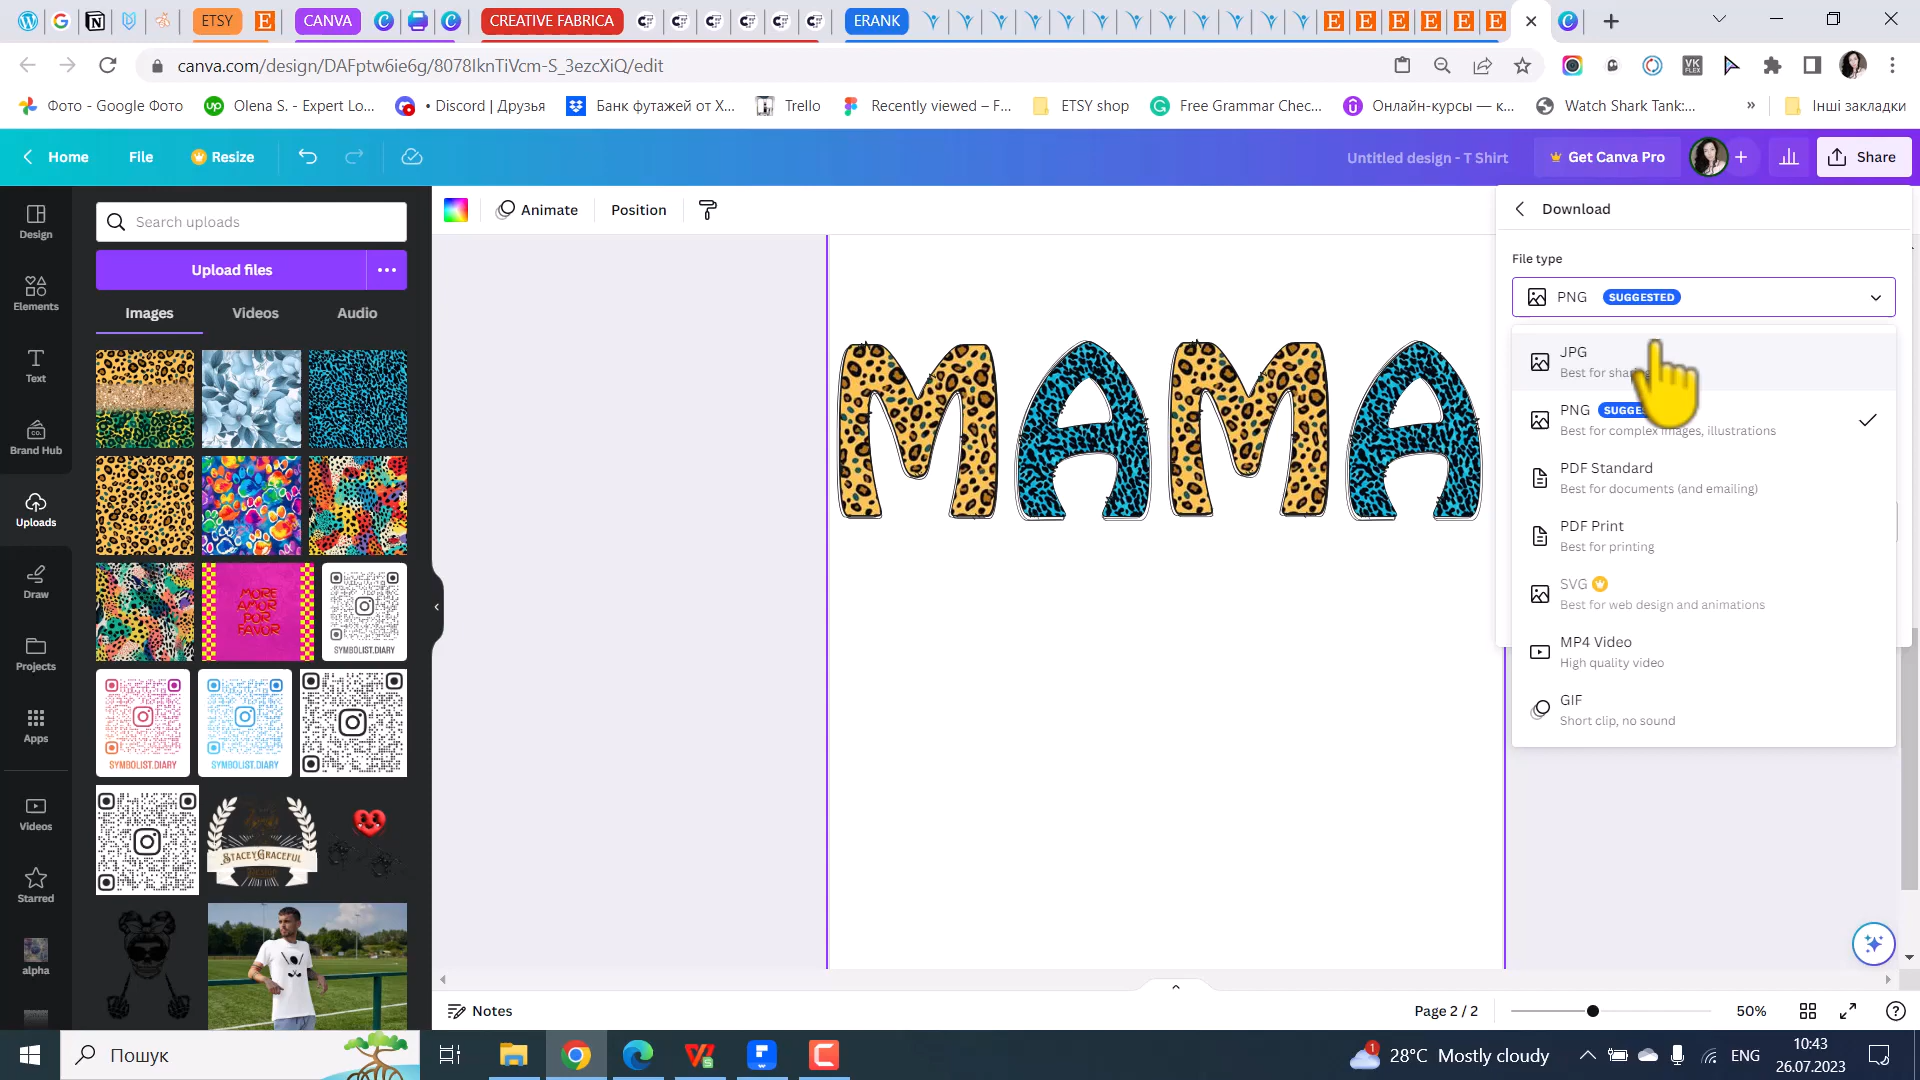 ETSY CANVA CREATIVE FABRICA ERANK
canva.com/design/DAFptw6ie6g/8078IknTiVcm-S_3ezcXiQ/edit
Фото - Google Фото
Olena S. - Expert Lo...
• Discord | Друзья
Банк футажей от Х...
Trello
Recently viewed – F...
ETSY shop
Free Grammar Chec...
Онлайн-курсы — к...
Watch Shark Tank:...
»
Інші закладки
Home
File
Resize
Untitled design - T Shirt
Get Canva Pro
Share
Design
Elements
Text
Brand Hub
Uploads
Draw
Projects
Apps
Videos
Starred
alpha
Search uploads
Upload files
Images
Videos
Audio
MORE
AMOR
POR
FAVOR
SYMBOLIST.DIARY
SYMBOLIST.DIARY
SYMBOLIST.DIARY
STACEYGRACEFUL
Animate
Position
MAMA
Download
File type
PNG SUGGESTED
JPG
PNG
Best for complex images, illustrations
PDF Standard
Best for documents (and emailing)
PDF Print
Best for printing
SVG
Best for web design and animations
MP4 Video
High quality video
GIF
Short clip, no sound
Notes
Page 2 / 2
50%
Пошук
28°C Mostly cloudy
ENG
10:43
26.07.2023